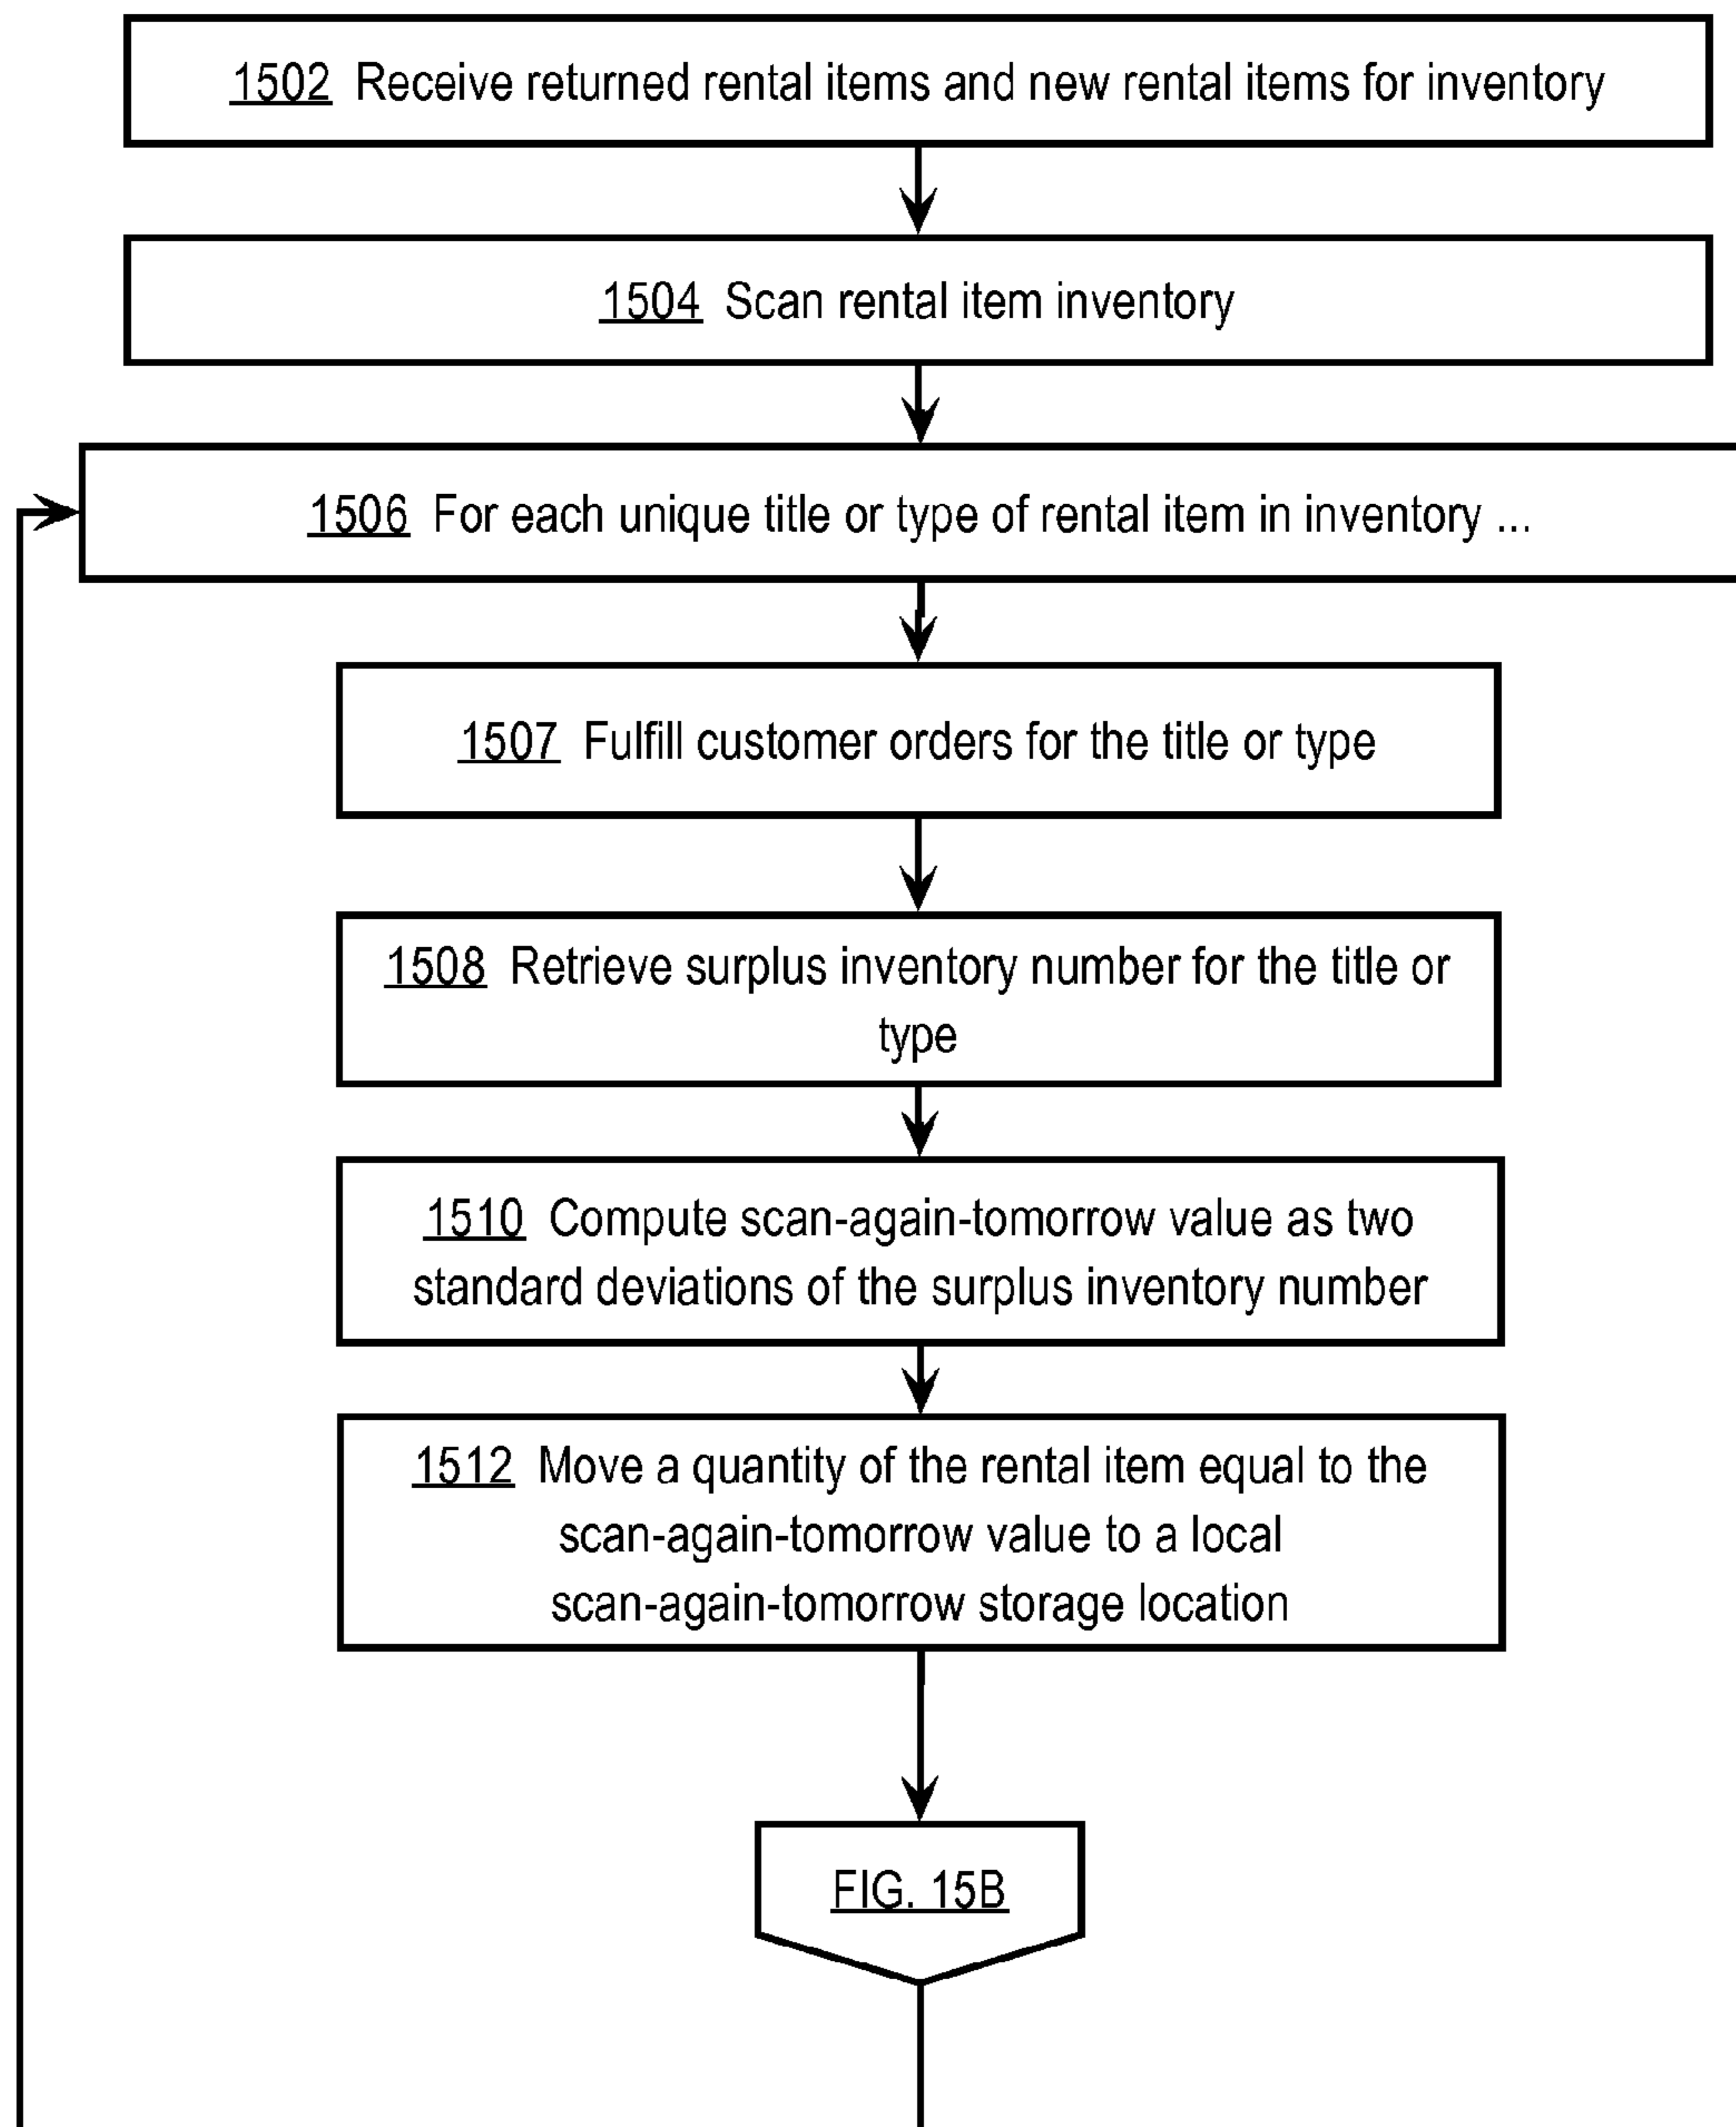 1502 Receive returned rental items and new rental items for inventory
1504 Scan rental item inventory
1506 For each unique title or type of rental item in inventory ...
1507 Fulfill customer orders for the title or type
1508 Retrieve surplus inventory number for the title or
type
1510 Compute scan-again-tomorrow value as two
standard deviations of the surplus inventory number
1512 Move a quantity of the rental item equal to the
scan-again-tomorrow value to a local
scan-again-tomorrow storage location
FIG. 15B